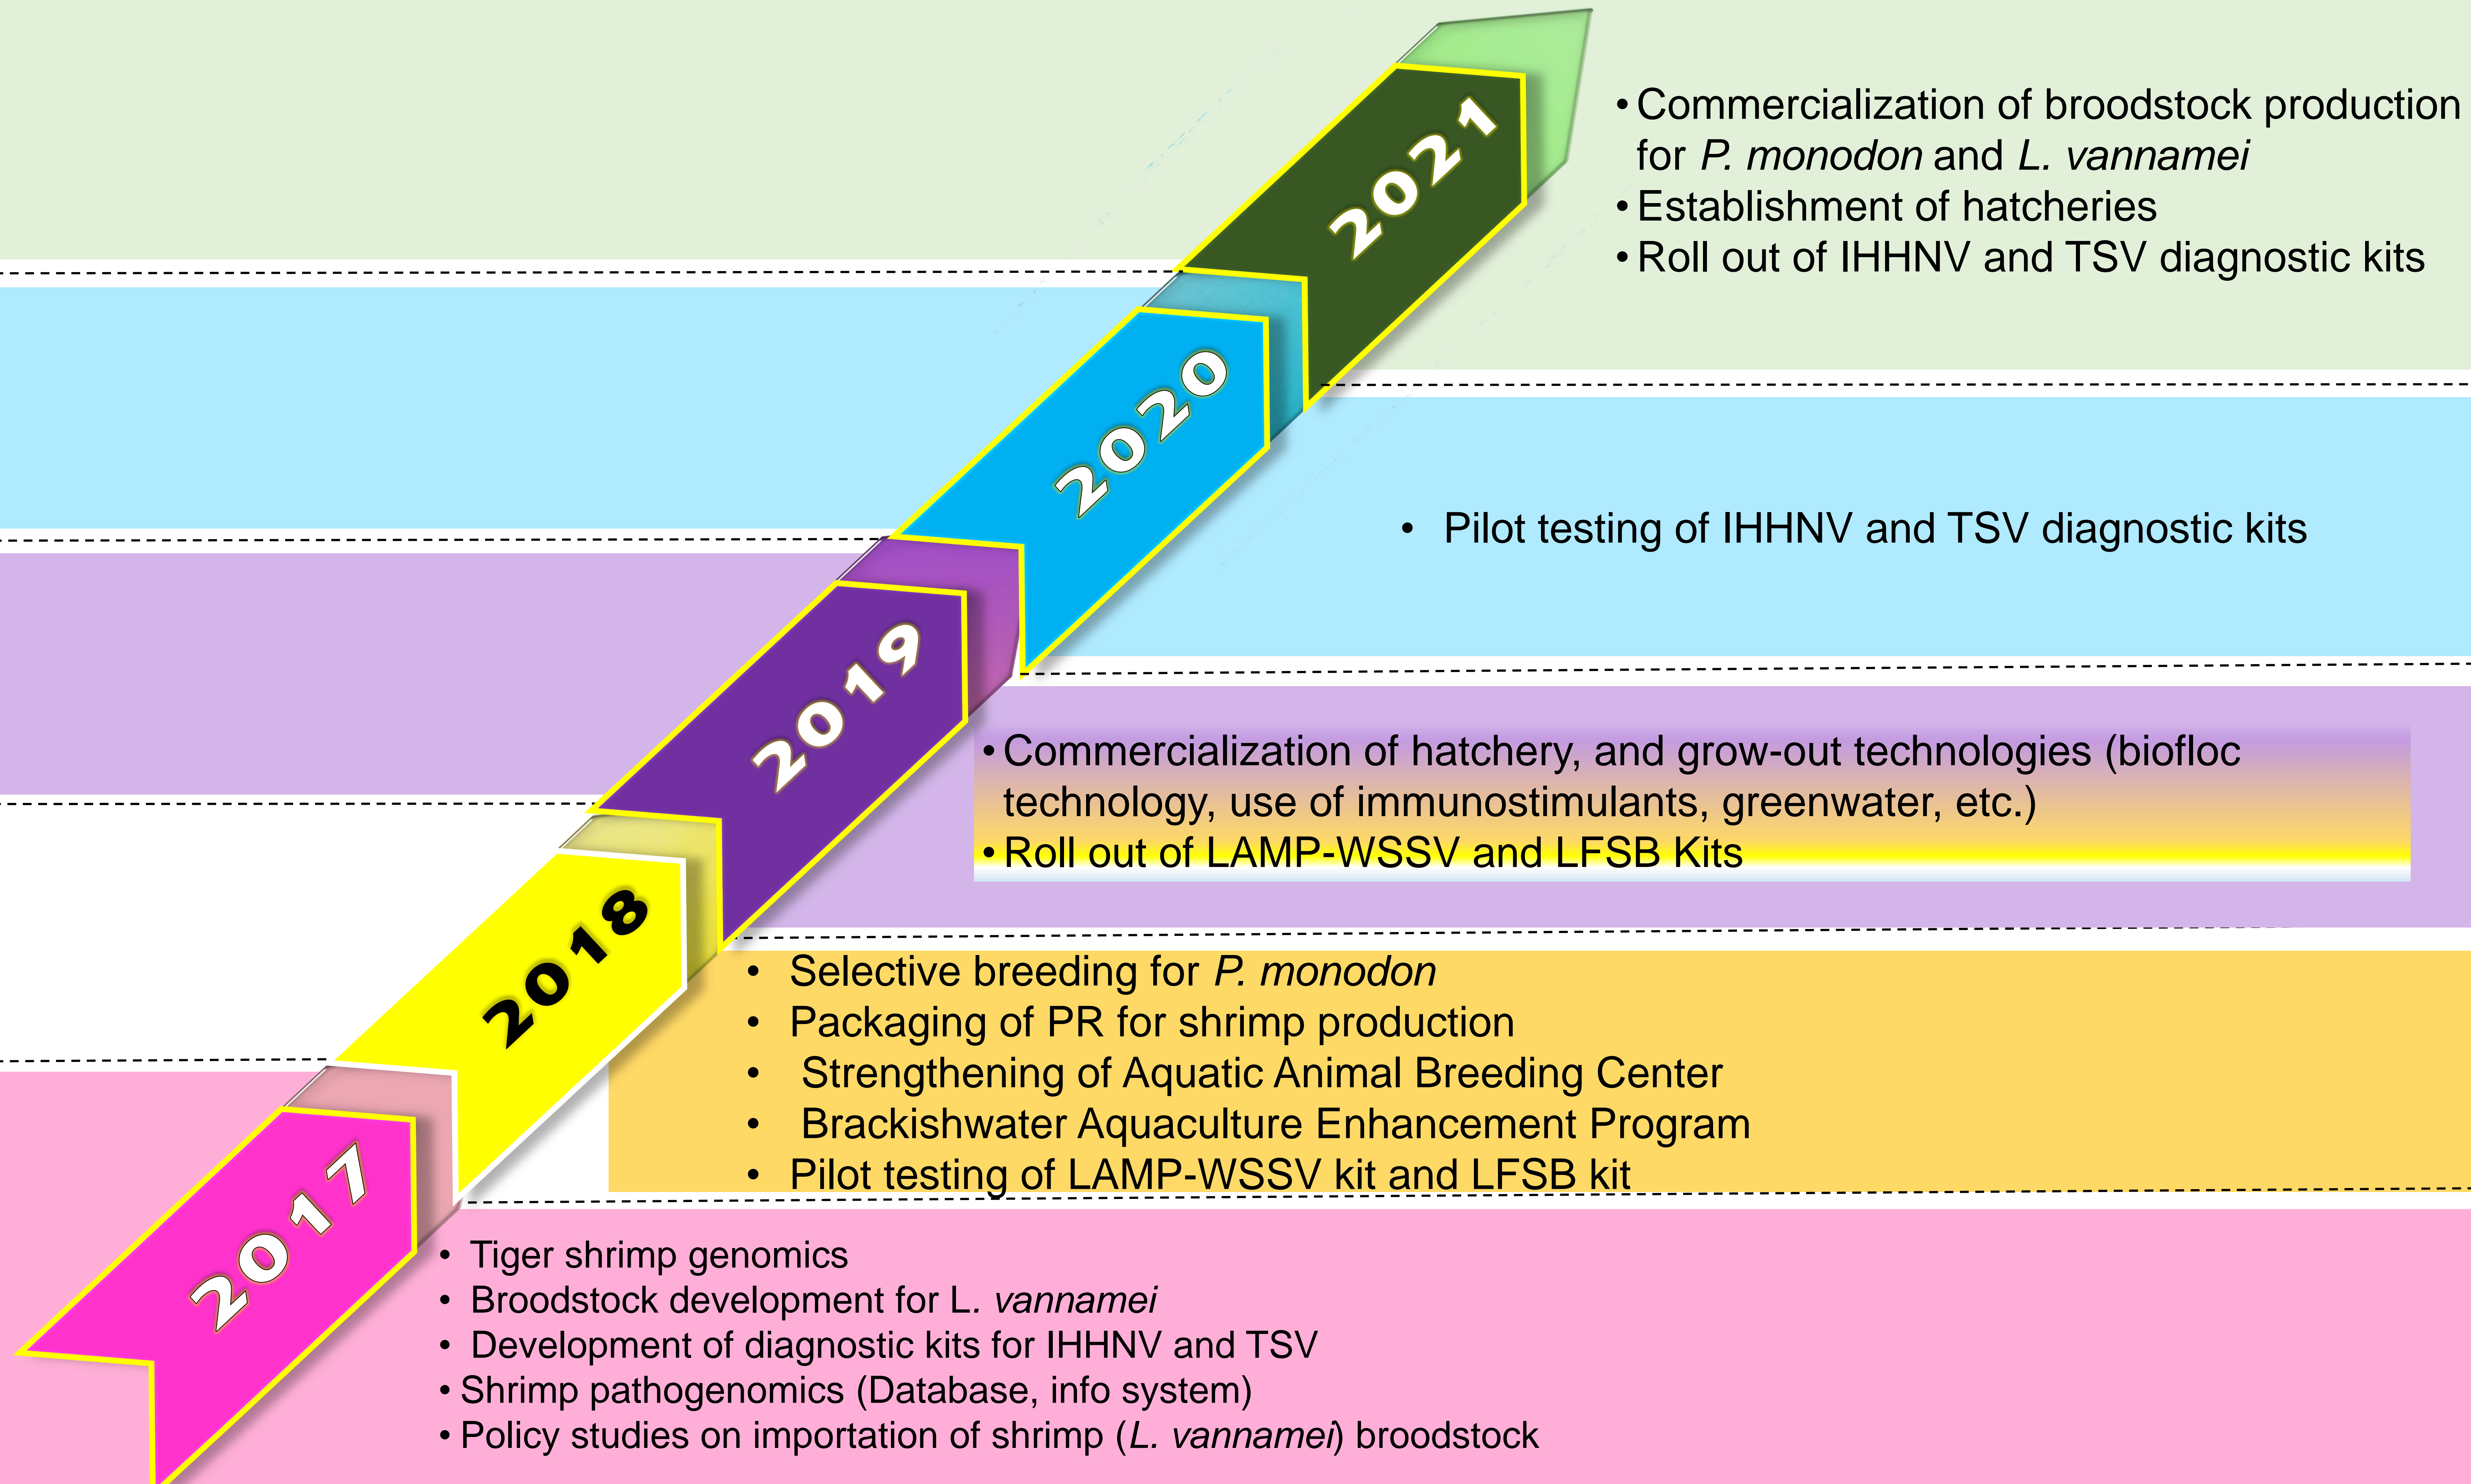 2021
• Commercialization of broodstock production
for P. monodon and L. vannamei
• Establishment of hatcheries
• Roll out of IHHNV and TSV diagnostic kits
2020
• Pilot testing of IHHNV and TSV diagnostic kits
2019
• Commercialization of hatchery, and grow-out technologies (biofloc
technology, use of immunostimulants, greenwater, etc.)
• Roll out of LAMP-WSSV and LFSB Kits
2018
• Selective breeding for P. monodon
• Packaging of PR for shrimp production
• Strengthening of Aquatic Animal Breeding Center
• Brackishwater Aquaculture Enhancement Program
• Pilot testing of LAMP-WSSV kit and LFSB kit
2017
• Tiger shrimp genomics
• Broodstock development for L. vannamei
• Development of diagnostic kits for IHHNV and TSV
• Shrimp pathogenomics (Database, info system)
• Policy studies on importation of shrimp (L. vannamei) broodstock